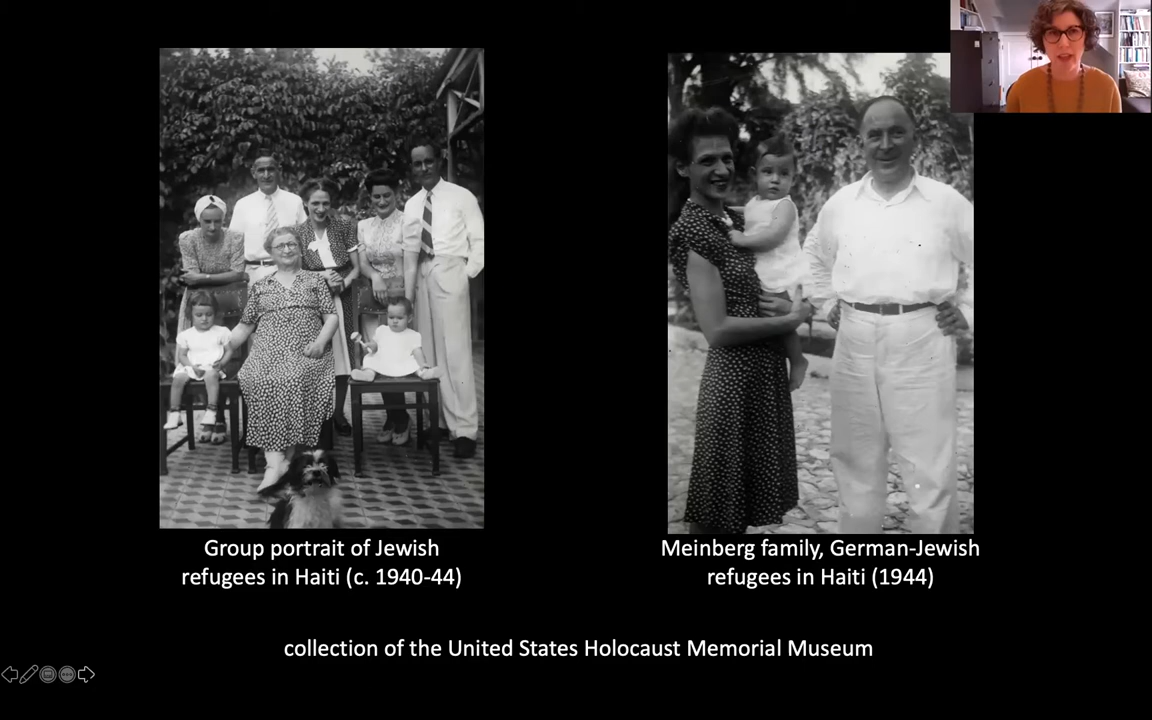 Group portrait of Jewish
refugees in Haiti (c. 1940-44)
Meinberg family, German-Jewish
refugees in Haiti (1944)
collection of the United States Holocaust Memorial Museum